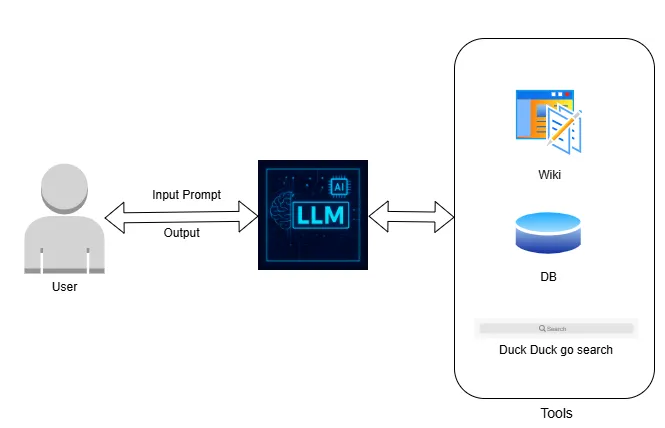 Input Prompt
Output
User
AI
LLM
Wiki
DB
Search
Duck Duck go search
Tools